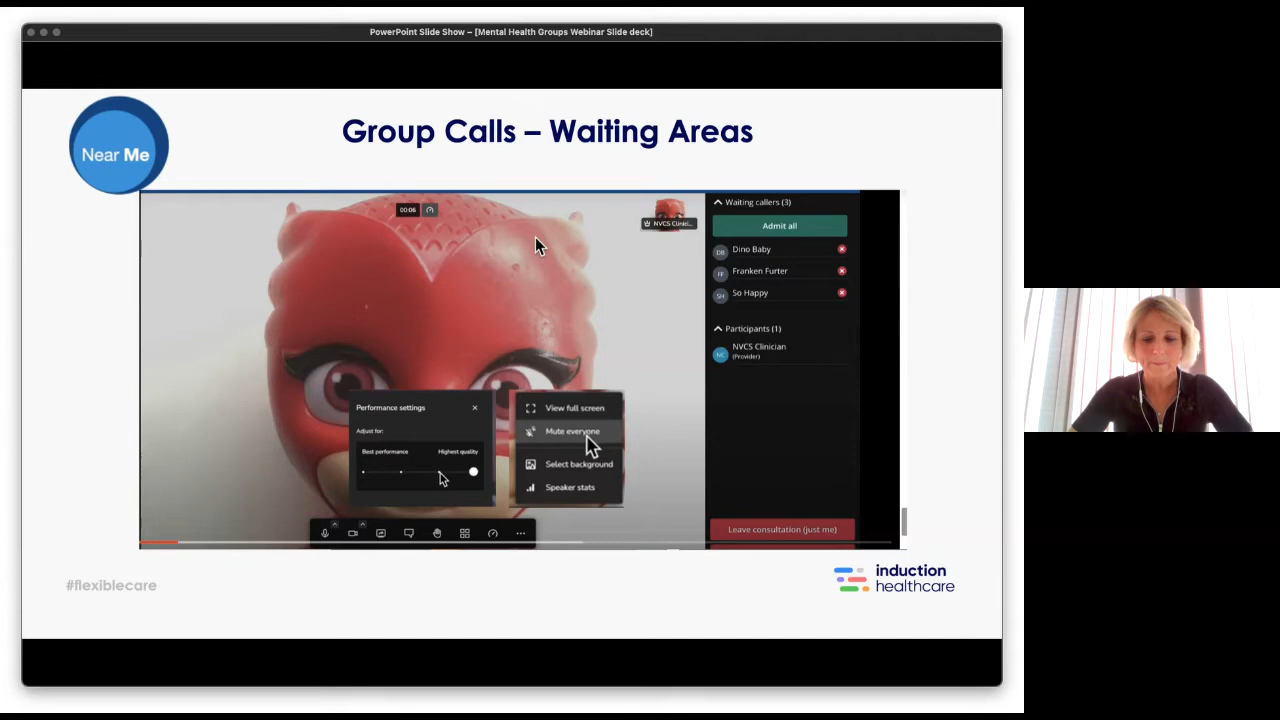 PowerPoint Slide Show – [Mental Health Groups Webinar Slide deck]
Near Me
Group Calls – Waiting Areas
00:06
NVCS Clinic...
Waiting callers (3)
Admit all
DB Dino Baby
FF Franken Furter
SH So Happy
Participants (1)
NC NVCS Clinician
(Provider)
Performance settings
Adjust for:
Best performance Highest quality
View full screen
Mute everyone
Select background
Speaker stats
Leave consultation (just me)
#flexiblecare
induction
healthcare